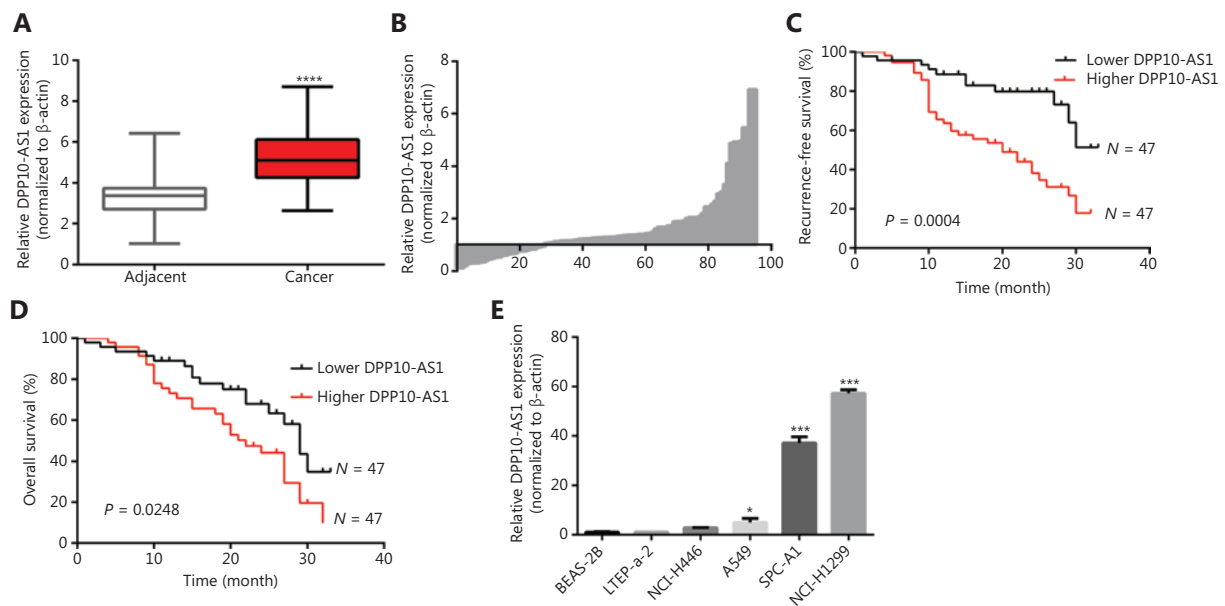 A
Relative DPP10-AS1 expression
(normalized to β-actin)
10
8
6
4
2
0
****
Adjacent
Cancer
B
Relative DPP10-AS1 expression
(normalized to β-actin)
8
6
4
2
0
20
40
60
80
100
C
Recurrence-free survival (%)
100
80
60
40
20
0
Lower DPP10-AS1
Higher DPP10-AS1
N = 47
N = 47
P = 0.0004
0
10
20
30
40
Time (month)
D
Overall survival (%)
100
80
60
40
20
0
Lower DPP10-AS1
Higher DPP10-AS1
N = 47
N = 47
P = 0.0248
0
10
20
30
40
Time (month)
E
Relative DPP10-AS1 expression
(normalized to β-actin)
80
60
40
20
0
*
***
***
BEAS-2B
LTEP-a-2
NCI-H446
A549
SPC-A1
NCI-H1299